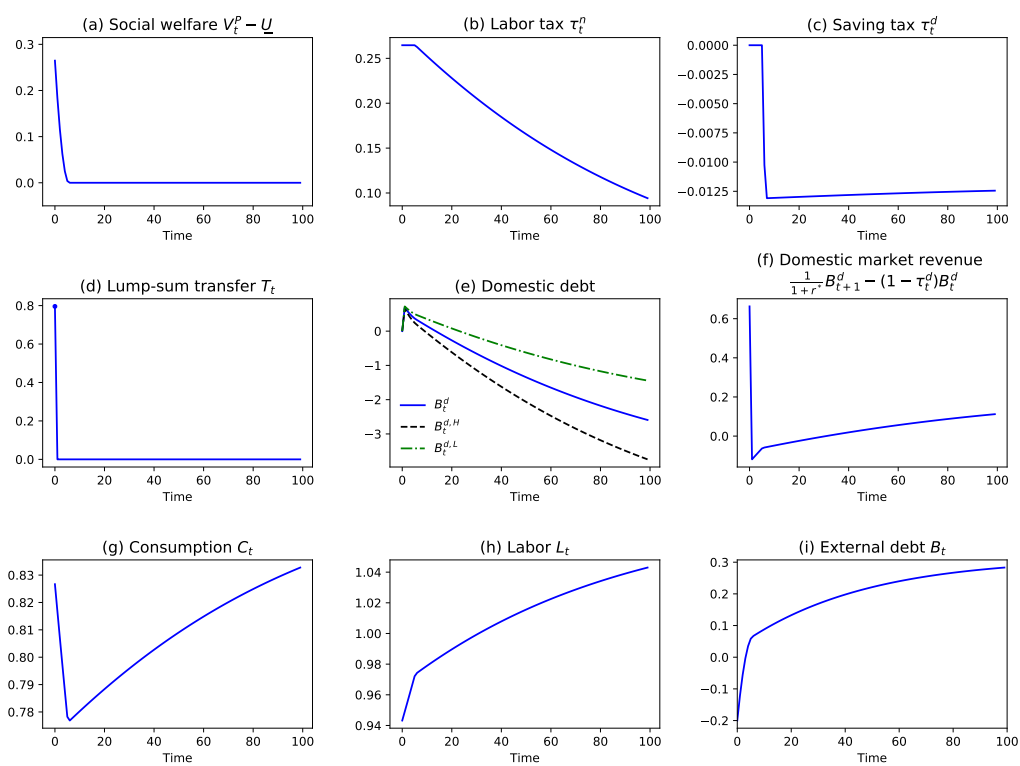 (a) Social welfare $V_t^p - \underline{U}$
0.3
0.2
0.1
0.0
0 20 40 60 80 100
Time
(b) Labor tax $\tau_t^n$
0.25
0.20
0.15
0.10
0 20 40 60 80 100
Time
(c) Saving tax $\tau_t^d$
0.0000
−0.0025
−0.0050
−0.0075
−0.0100
−0.0125
0 20 40 60 80 100
Time
(d) Lump-sum transfer $T_t$
0.8
0.6
0.4
0.2
0.0
0 20 40 60 80 100
Time
(e) Domestic debt
0
−1
−2
−3
$B_t^d$
$B_t^{d,H}$
$B_t^{d,L}$
0 20 40 60 80 100
Time
(f) Domestic market revenue
$\frac{1}{1+r^*}B_{t+1}^d - (1-\tau_t^d)B_t^d$
0.6
0.4
0.2
0.0
0 20 40 60 80 100
Time
(g) Consumption $C_t$
0.83
0.82
0.81
0.80
0.79
0.78
0 20 40 60 80 100
Time
(h) Labor $L_t$
1.04
1.02
1.00
0.98
0.96
0.94
0 20 40 60 80 100
Time
(i) External debt $B_t$
0.3
0.2
0.1
0.0
−0.1
−0.2
0 20 40 60 80 100
Time